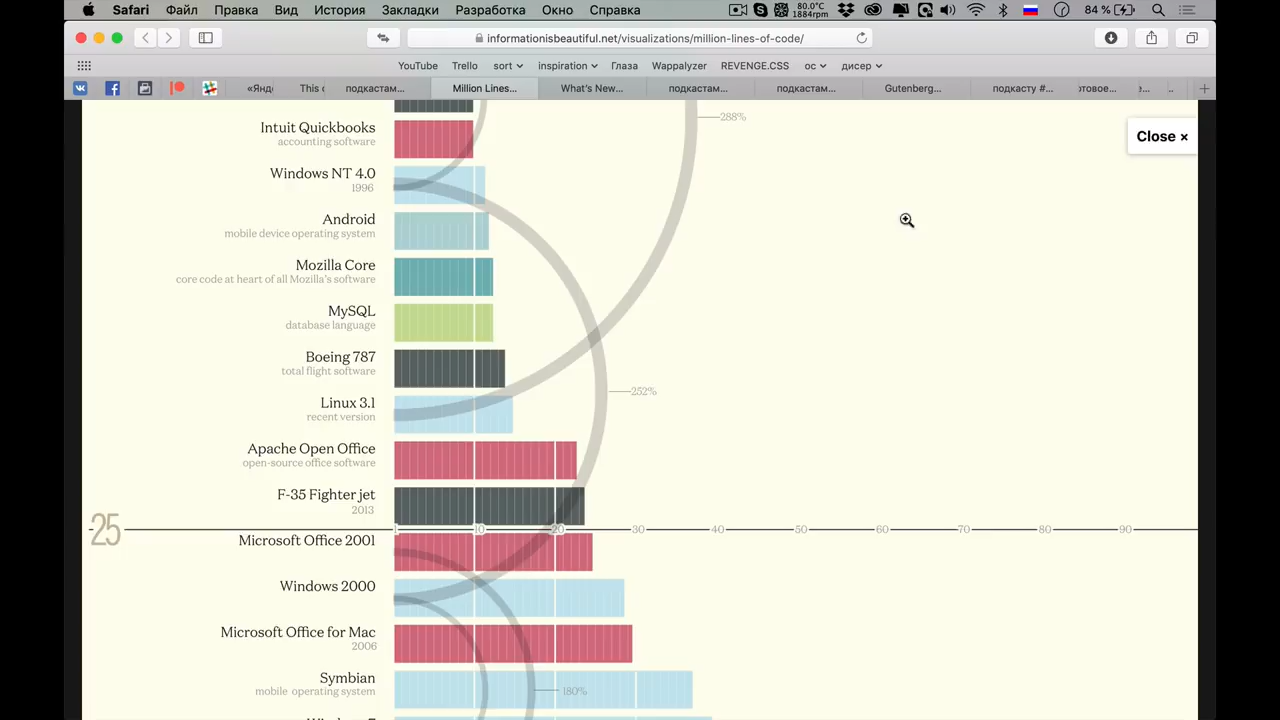 Safari Файл Правка Вид История Закладки Разработка Окно Справка 80.0°C 1884rpm 84 %
informationisbeautiful.net/visualizations/million-lines-of-code/
YouTube Trello sort inspiration Глаза Wappalyzer REVENGE.CSS ос дисер
«Янд This подкастам... Million Lines... What's New... подкастам... подкастам... Gutenberg... подкасту #... отовое... ..
288%
Close ×
Intuit Quickbooks
accounting software
Windows NT 4.0
1996
Android
mobile device operating system
Mozilla Core
core code at heart of all Mozilla's software
MySQL
database language
Boeing 787
total flight software
252%
Linux 3.1
recent version
Apache Open Office
open-source office software
F-35 Fighter jet
2013
25 1 10 20 30 40 50 60 70 80 90
Microsoft Office 2001
Windows 2000
Microsoft Office for Mac
2006
Symbian
mobile operating system
180%